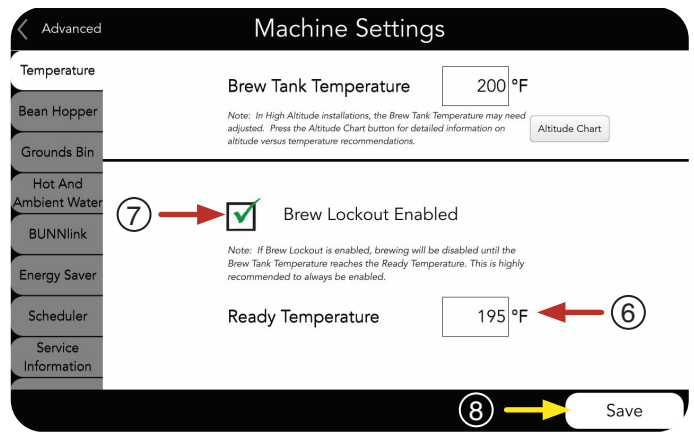 Advanced
Machine Settings
Temperature
Bean Hopper
Grounds Bin
Hot And
Ambient Water
BUNNlink
Energy Saver
Scheduler
Service
Information
Brew Tank Temperature
200 °F
Note: In High Altitude installations, the Brew Tank Temperature may need
adjusted. Press the Altitude Chart button for detailed information on
altitude versus temperature recommendations.
Altitude Chart
7
Brew Lockout Enabled
Note: If Brew Lockout is enabled, brewing will be disabled until the
Brew Tank Temperature reaches the Ready Temperature. This is highly
recommended to always be enabled.
Ready Temperature
195 °F
6
8
Save